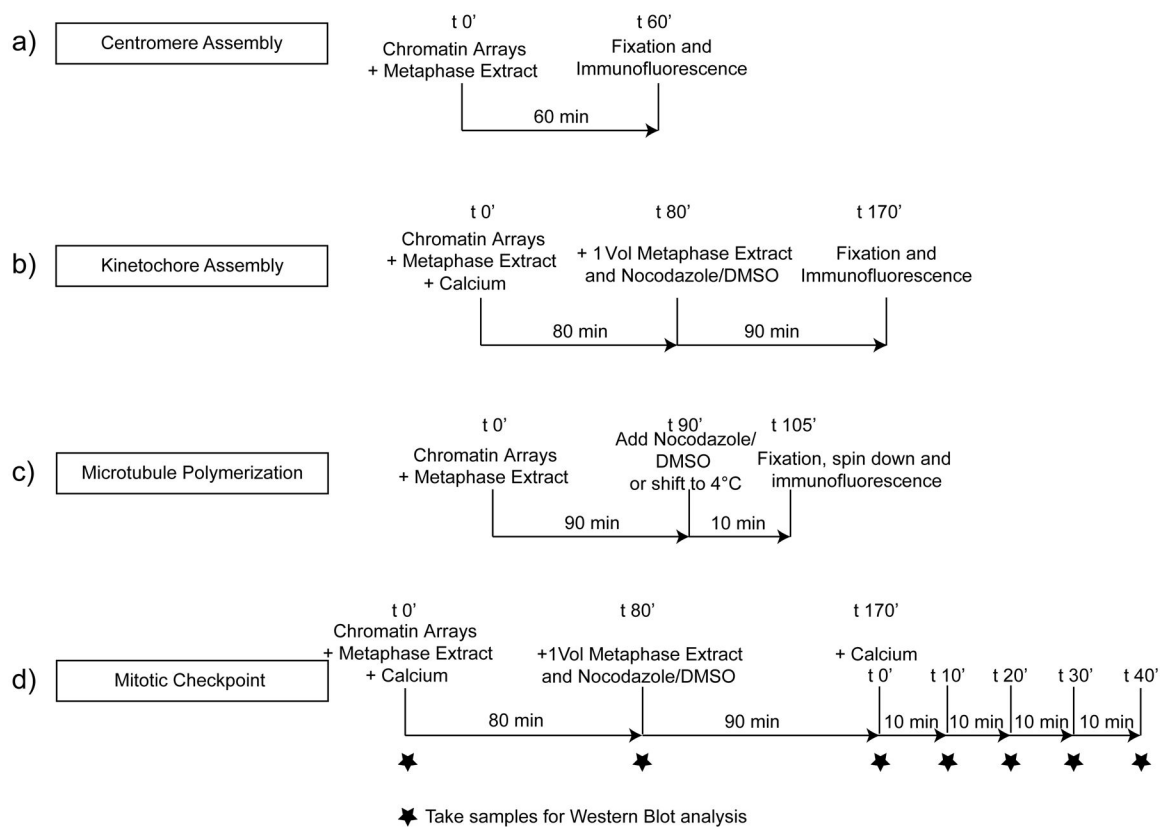 a)
Centromere Assembly
t 0’
t 60’
Chromatin Arrays
+ Metaphase Extract
Fixation and
Immunofluorescence
60 min
b)
Kinetochore Assembly
t 0’
t 80’
t 170’
Chromatin Arrays
+ Metaphase Extract
+ Calcium
+ 1 Vol Metaphase Extract
and Nocodazole/DMSO
Fixation and
Immunofluorescence
80 min
90 min
c)
Microtubule Polymerization
t 0’
t 90’
t 105’
Chromatin Arrays
+ Metaphase Extract
Add Nocodazole/
DMSO
or shift to 4°C
Fixation, spin down and
immunofluorescence
90 min
10 min
d)
Mitotic Checkpoint
t 0’
t 80’
t 170’
Chromatin Arrays
+ Metaphase Extract
+ Calcium
+1Vol Metaphase Extract
and Nocodazole/DMSO
+ Calcium
t 0’
t 10’
t 20’
t 30’
t 40’
80 min
90 min
10 min
10 min
10 min
10 min
Take samples for Western Blot analysis